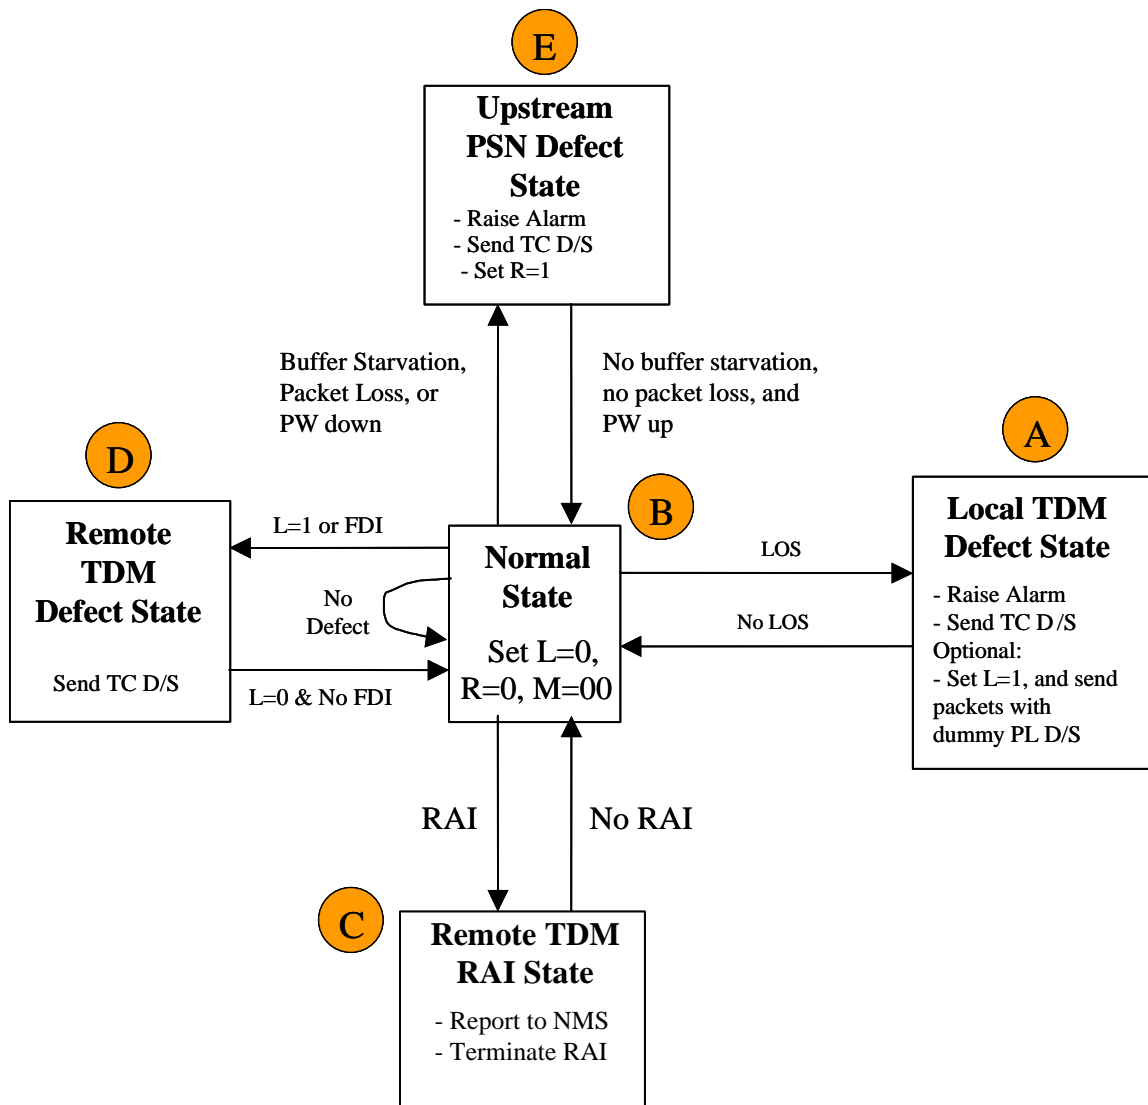 E
Upstream
PSN Defect
State
- Raise Alarm
- Send TC D/S
- Set R=1
Buffer Starvation,
Packet Loss, or
PW down
No buffer starvation,
no packet loss, and
PW up
A
Local TDM
Defect State
- Raise Alarm
- Send TC D/S
Optional:
- Set L=1, and send
packets with
dummy PL D/S
D
Remote
TDM
Defect State
Send TC D/S
L=1 or FDI
No
Defect
L=0 & No FDI
B
Normal
State
Set L=0,
R=0, M=00
LOS
No LOS
RAI
No RAI
C
Remote TDM
RAI State
- Report to NMS
- Terminate RAI